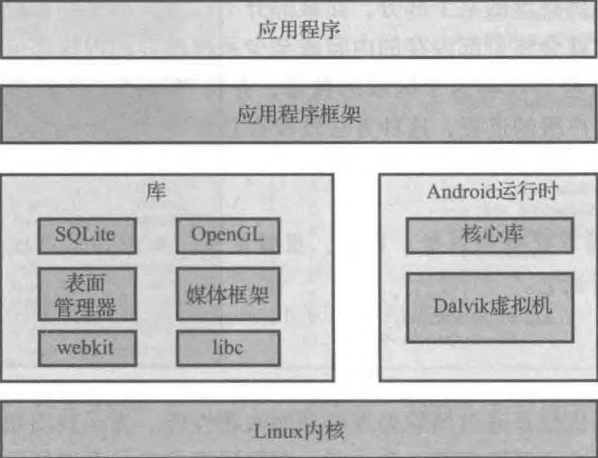 应用程序
应用程序框架
库
SQLite
OpenGL
表面
管理器
媒体框架
webkit
libc
Android运行时
核心库
Dalvik虚拟机
Linux内核